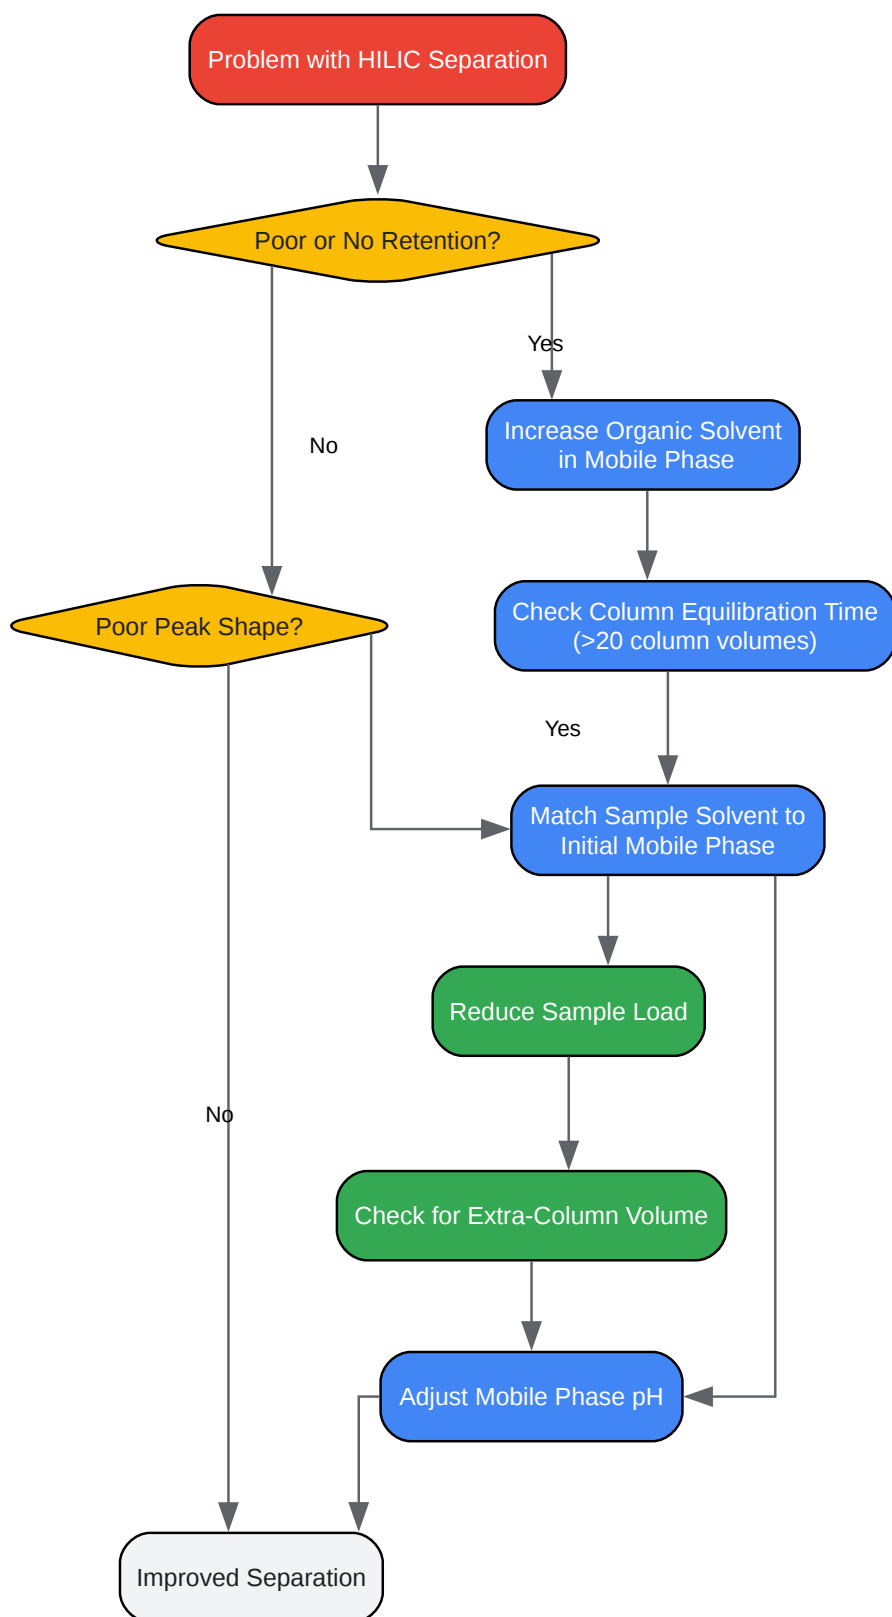 Problem with HILIC Separation
Poor or No Retention?
Yes
Increase Organic Solvent
in Mobile Phase
No
Check Column Equilibration Time
(>20 column volumes)
Poor Peak Shape?
Yes
Match Sample Solvent to
Initial Mobile Phase
Reduce Sample Load
No
Check for Extra-Column Volume
Adjust Mobile Phase pH
Improved Separation